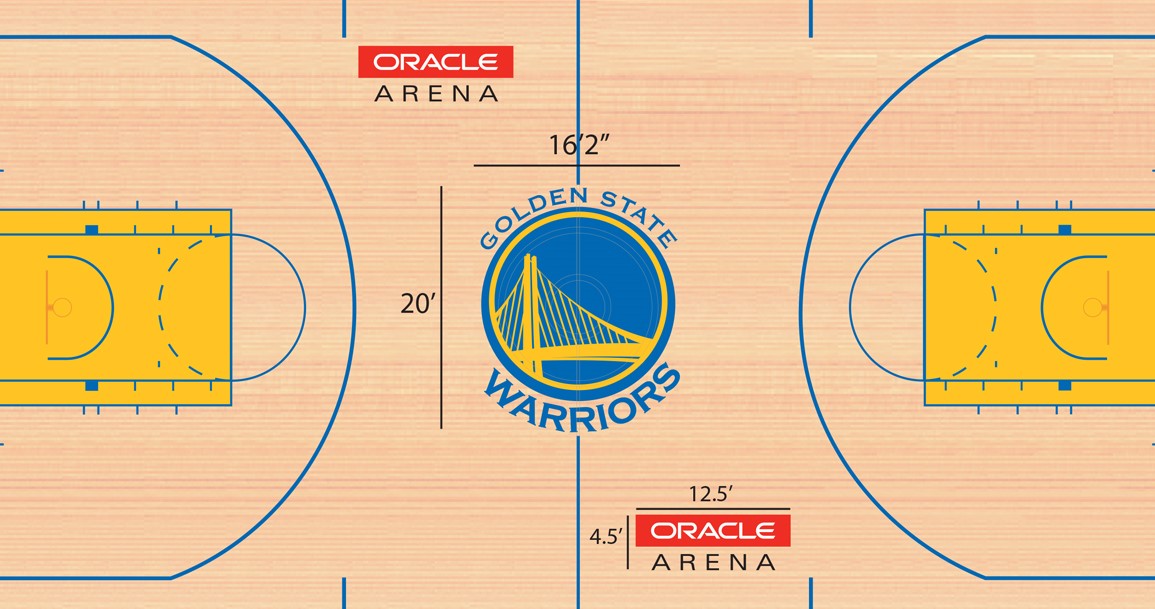 ORACLE
ARENA
16'2”
GOLDEN STATE
20'
WARRIORS
12.5'
4.5'
ORACLE
ARENA